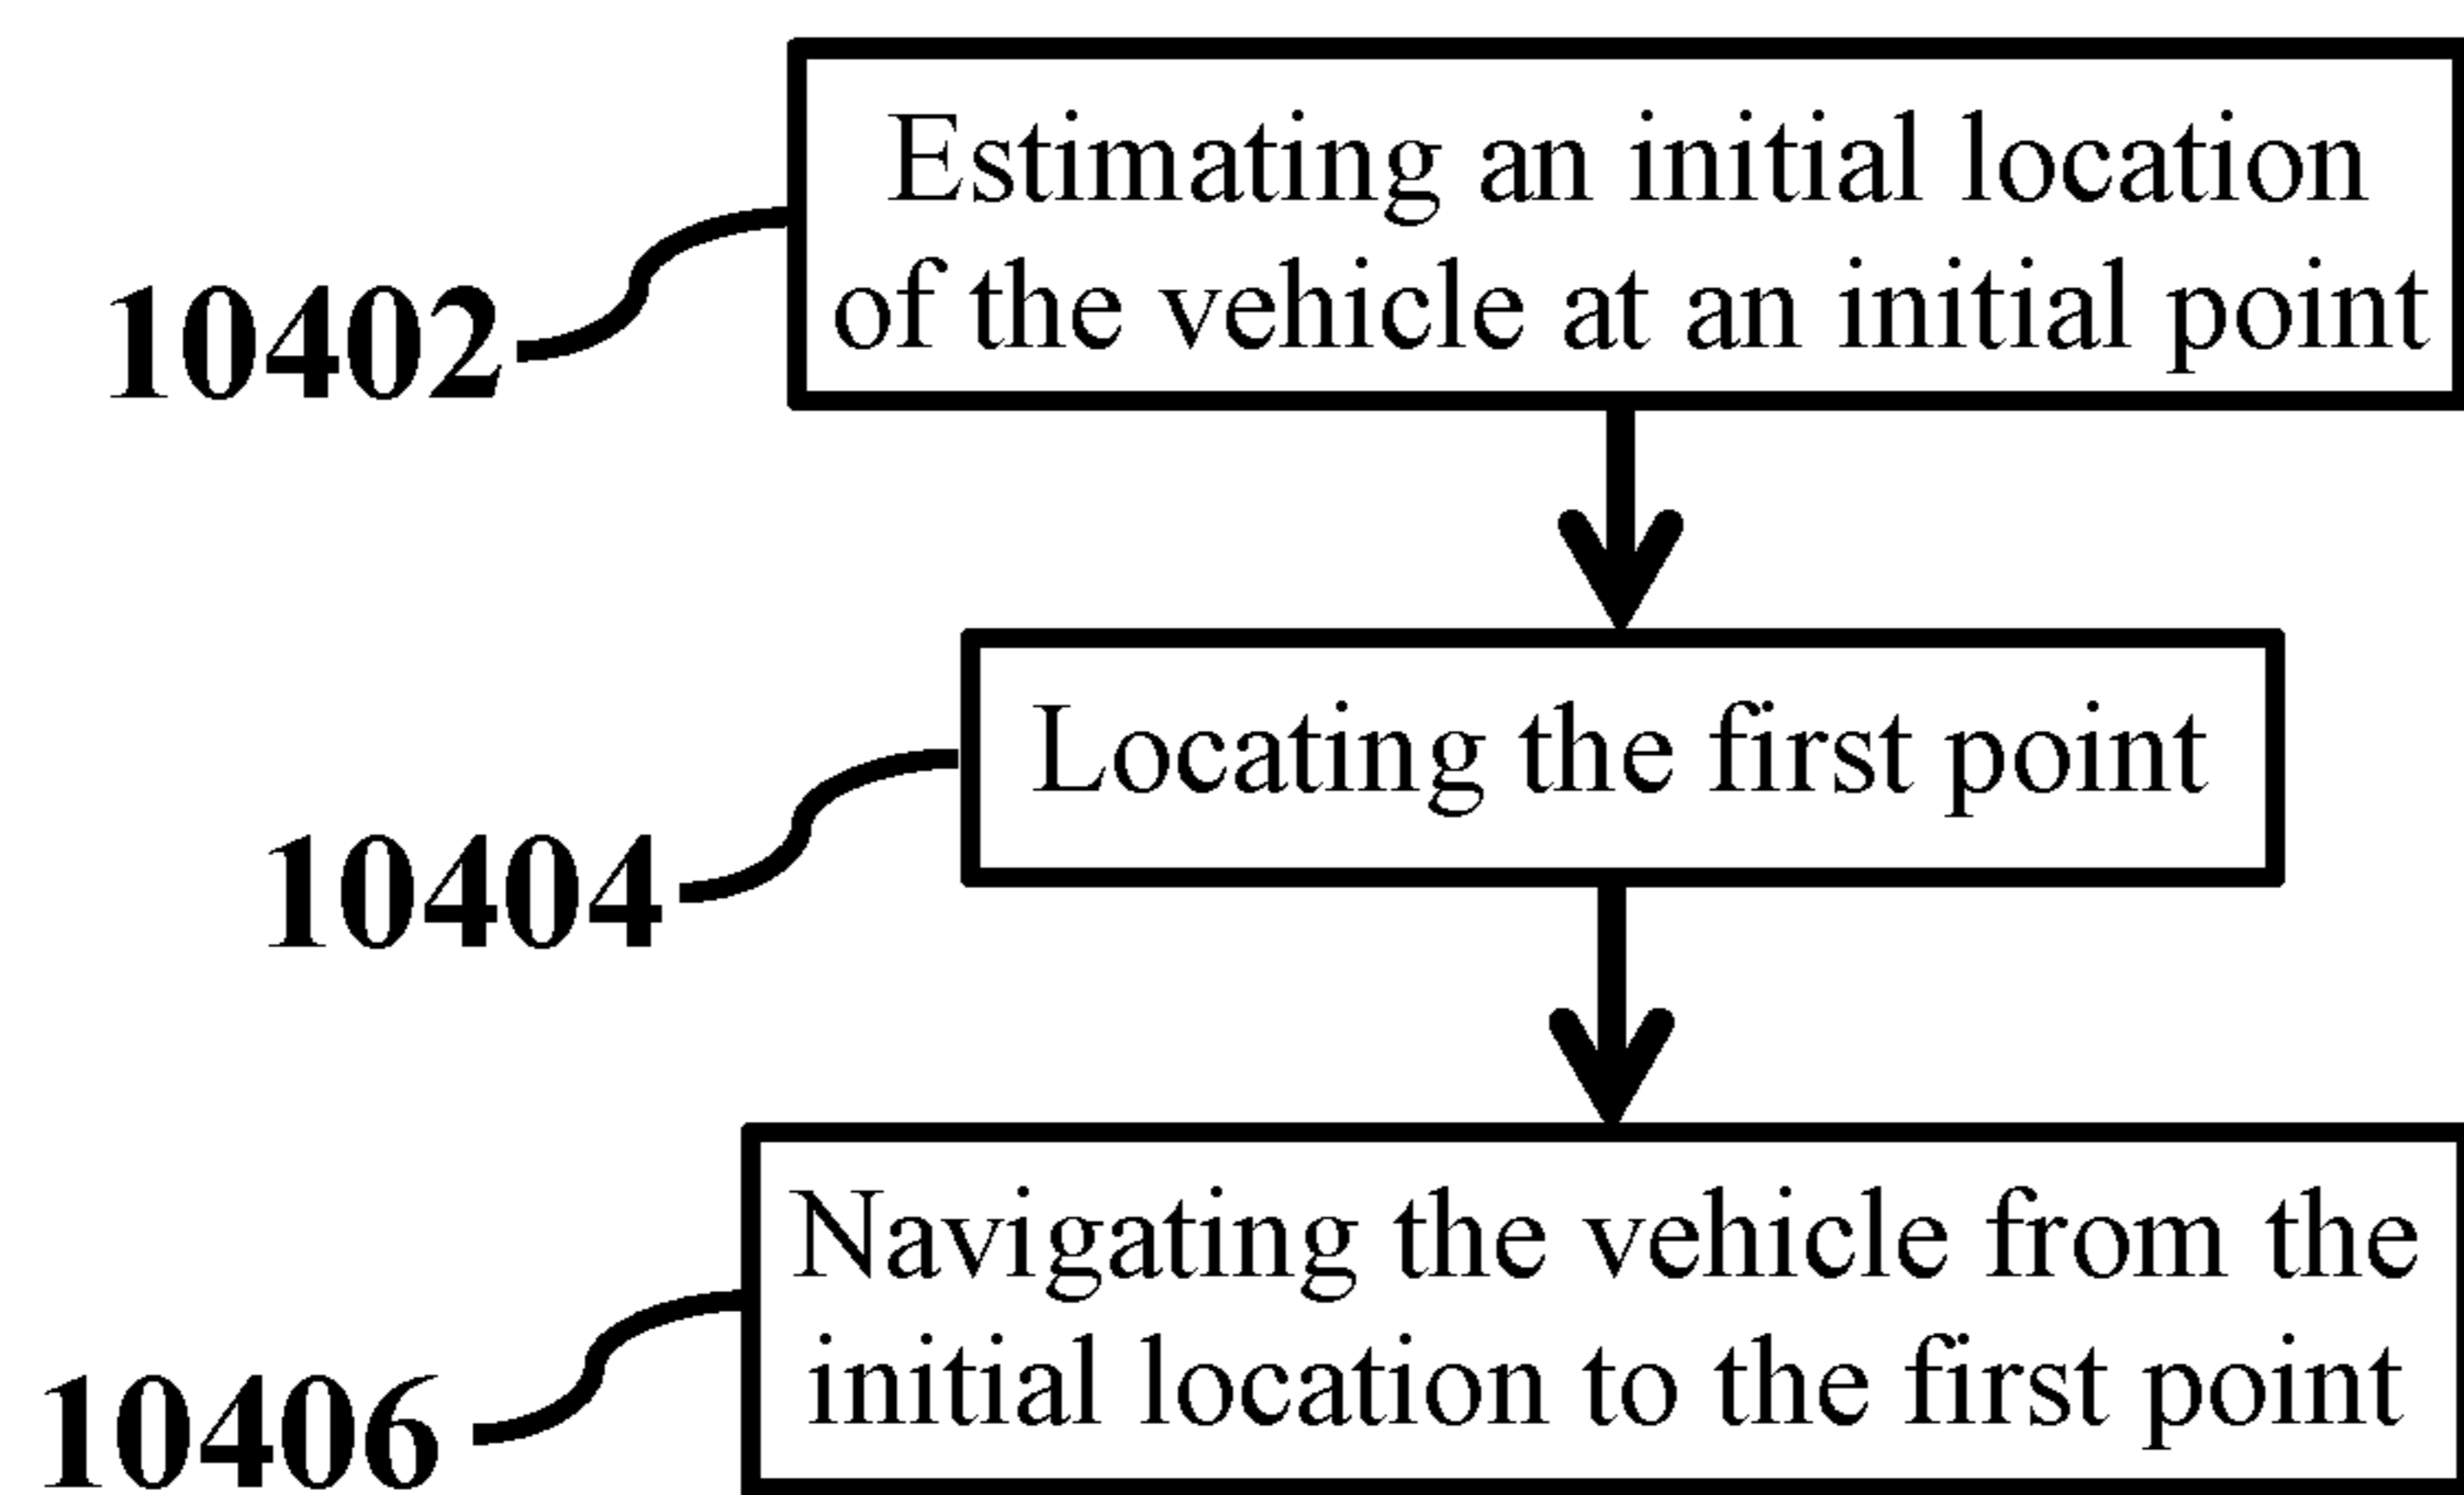 Estimating an initial location
of the vehicle at an initial point
10402
Locating the first point
10404
Navigating the vehicle from the
initial location to the first point
10406